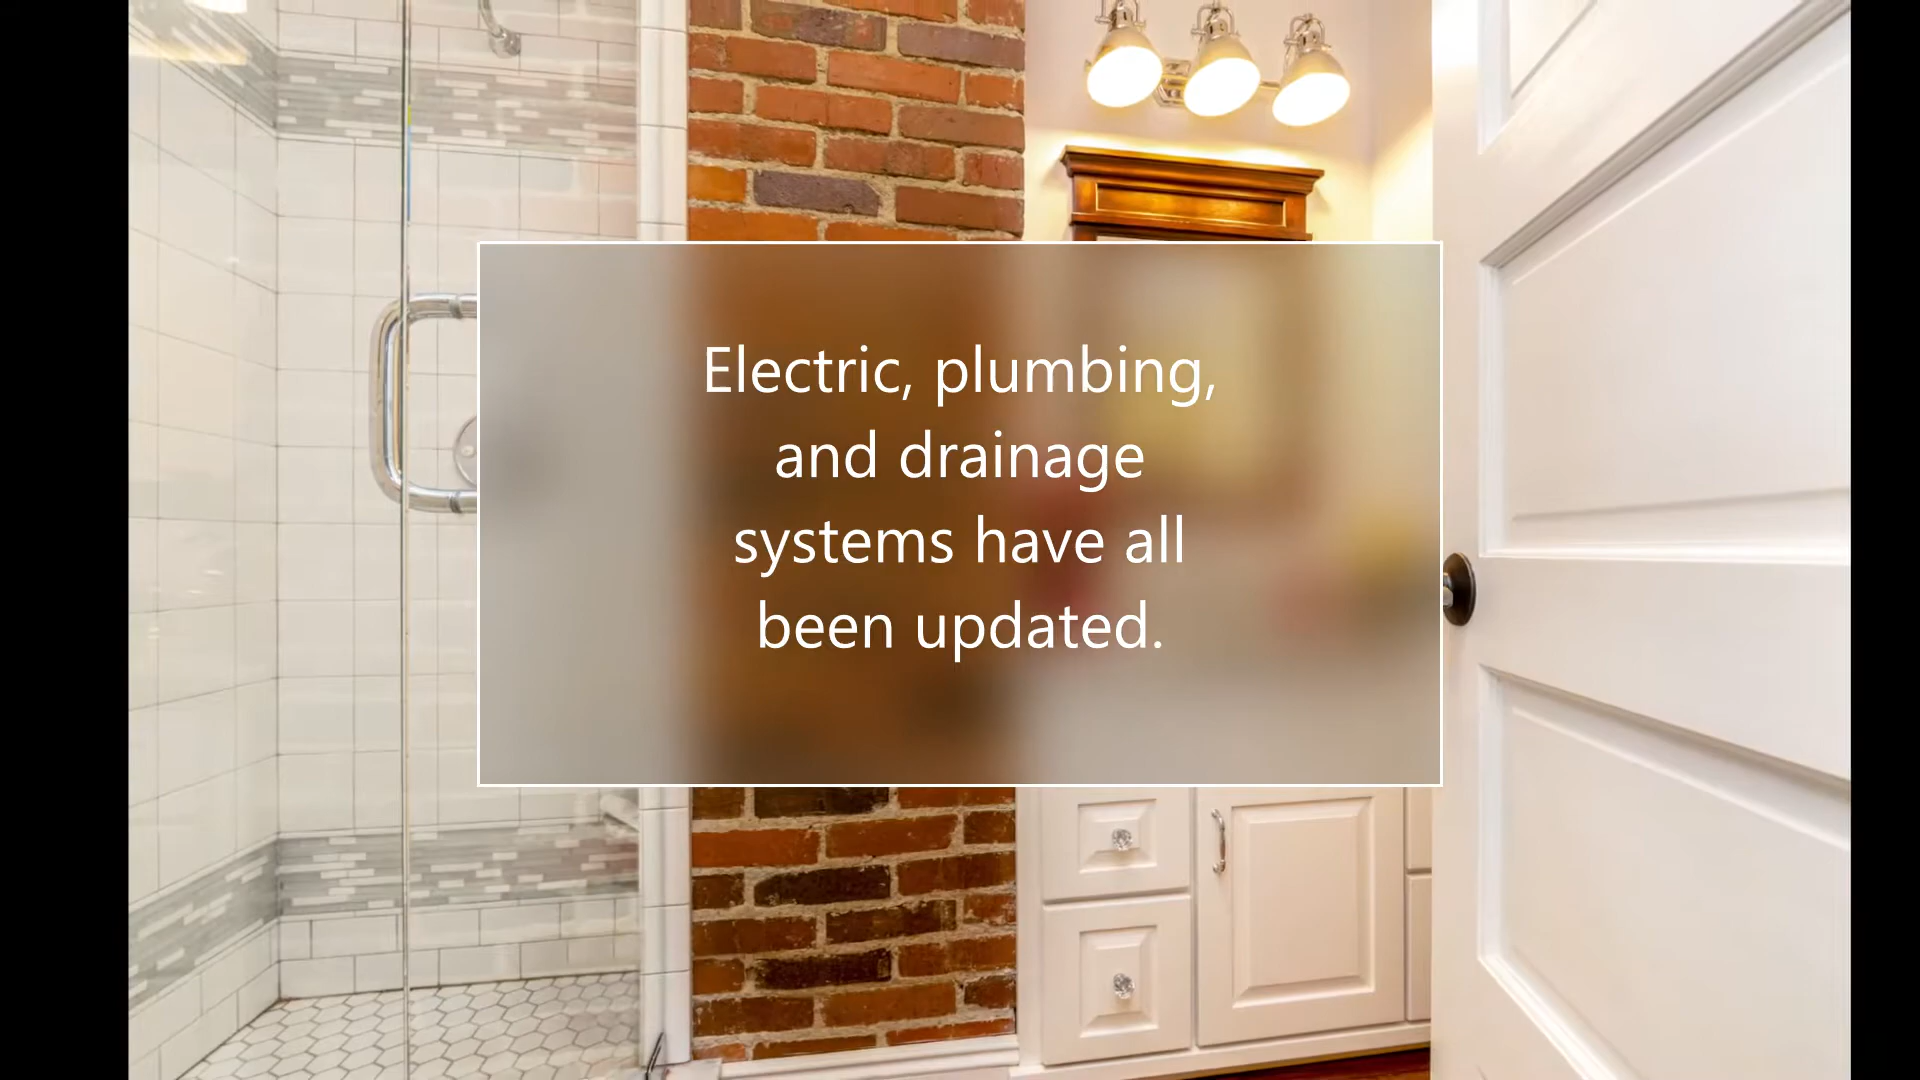 Electric, plumbing,
and drainage
systems have all
been updated.